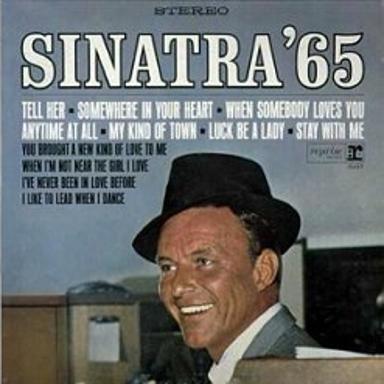 STEREO
SINATRA'65
TELL HER • SOMEWHERE IN YOUR HEART • WHEN SOMEBODY LOVES YOU
ANYTIME AT ALL • MY KIND OF TOWN • LUCK BE A LADY • STAY WITH ME
YOU BROUGHT A NEW KIND OF LOVE TO ME
WHEN I'M NOT NEAR THE GIRL I LOVE
I'VE NEVER BEEN IN LOVE BEFORE
I LIKE TO LEAD WHEN I DANCE
reprise